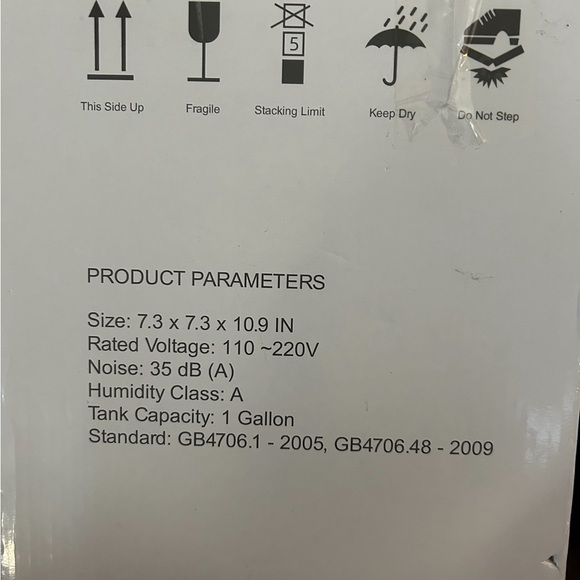 5
This Side Up
Fragile
Stacking Limit
Keep Dry
Do Not Step
PRODUCT PARAMETERS
Size: 7.3 x 7.3 x 10.9 IN
Rated Voltage: 110 ~220V
Noise: 35 dB (A)
Humidity Class: A
Tank Capacity: 1 Gallon
Standard: GB4706.1 - 2005, GB4706.48 - 2009